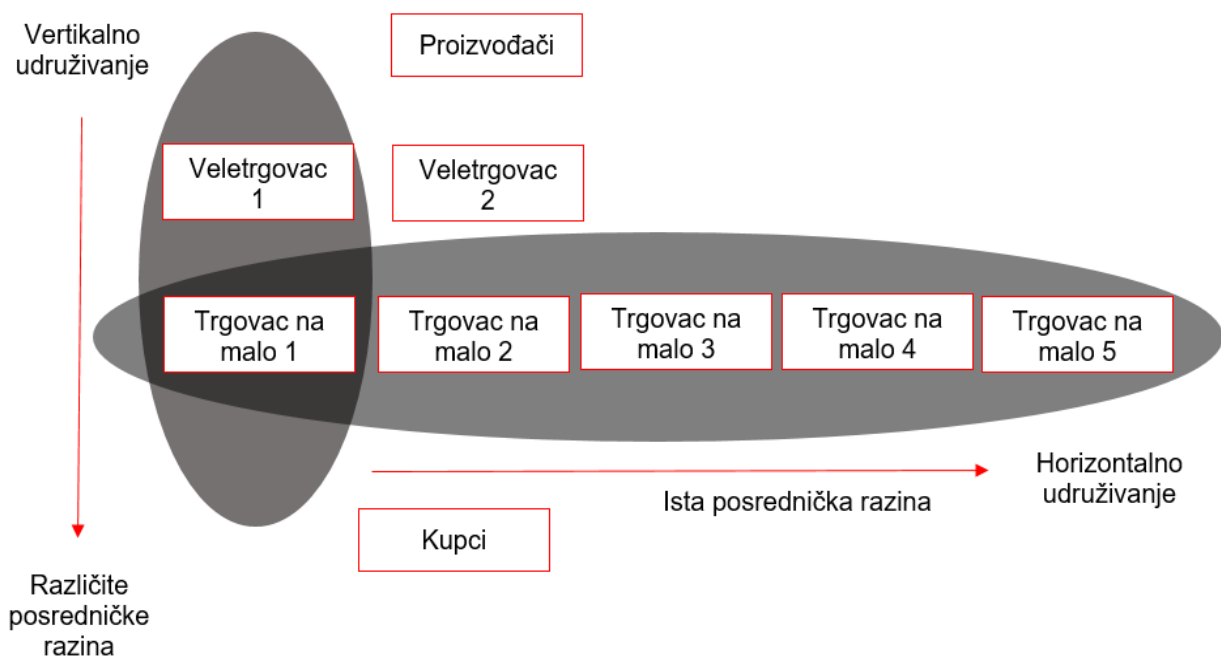 Vertikalno
udruživanje
Proizvođači
Veletrgovac
1
Veletrgovac
2
Trgovac na
malo 1
Trgovac na
malo 2
Trgovac na
malo 3
Trgovac na
malo 4
Trgovac na
malo 5
Horizontalno
udruživanje
Ista posrednička razina
Kupci
Različite
posredničke
razina